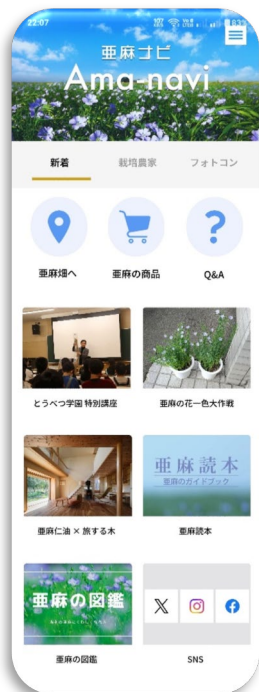 22:07
亜麻ナビ
Ama-navi
新着
栽培農家
フォトコン
亜麻畑へ
亜麻の商品
?
Q&A
とうべつ学園 特別講座
亜麻の花一色大作戦
亜麻読本
亜麻のガイドブック
亜麻仁油 × 旅する木
亜麻読本
亜麻の図鑑
亜麻の図鑑
SNS